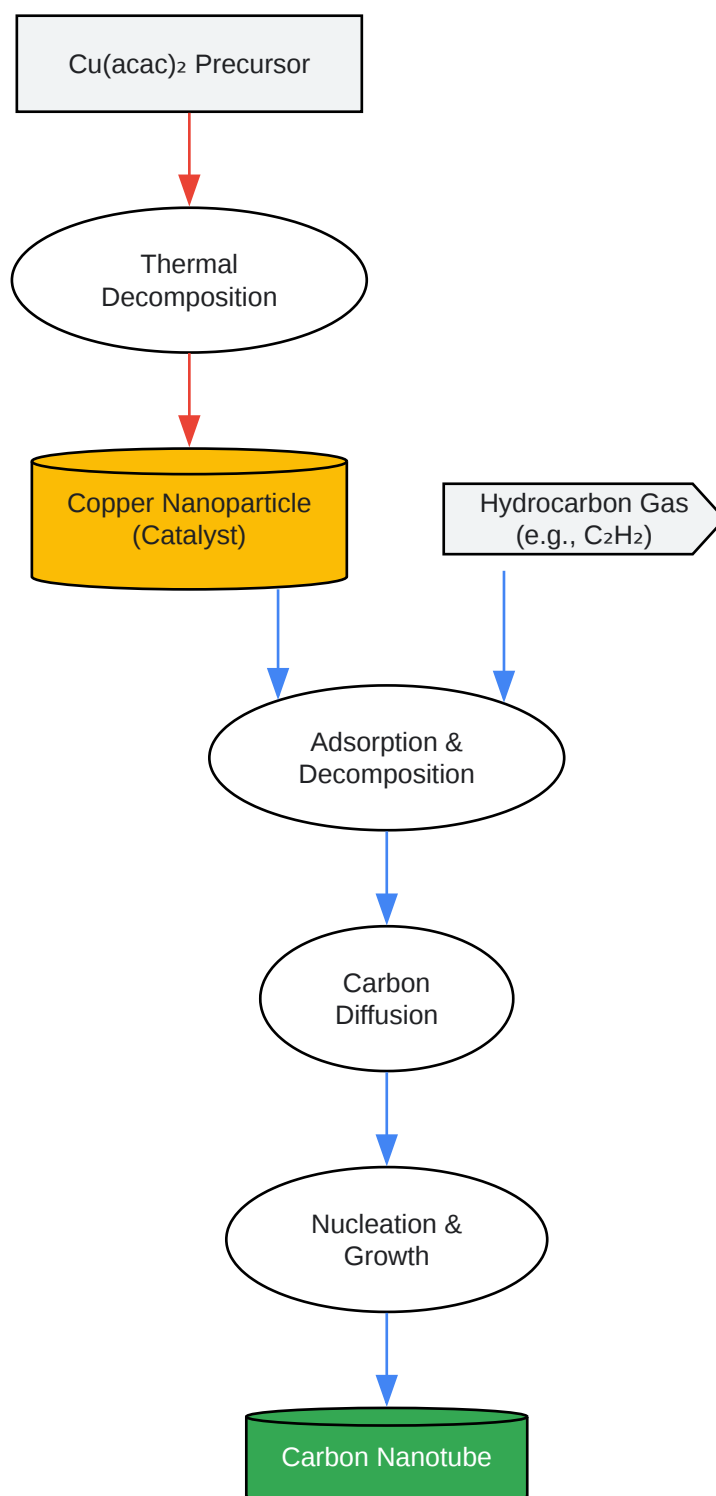 Cu(acac)₂ Precursor
Thermal
Decomposition
Copper Nanoparticle
(Catalyst)
Hydrocarbon Gas
(e.g., C₂H₂)
Adsorption &
Decomposition
Carbon
Diffusion
Nucleation &
Growth
Carbon Nanotube